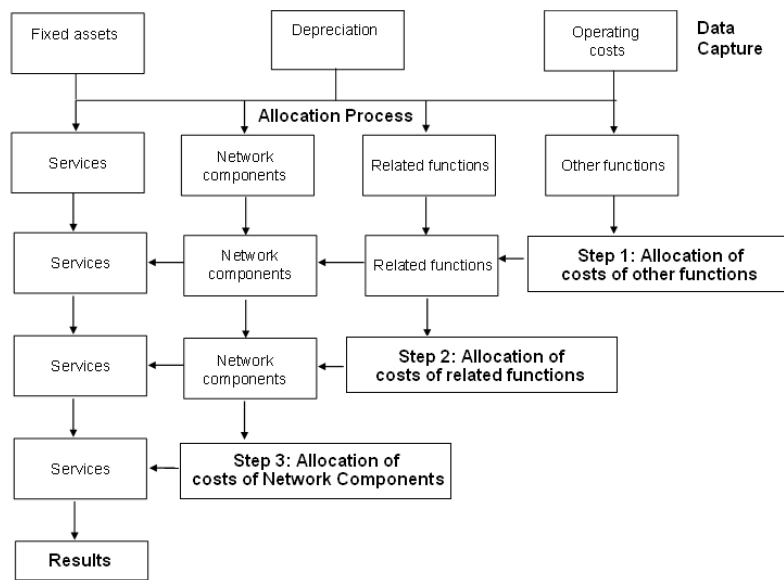 Fixed assets
Depreciation
Operating
costs
Data
Capture
Allocation Process
Services
Network
components
Related functions
Other functions
Services
Network
components
Related functions
Step 1: Allocation of
costs of other functions
Services
Network
components
Step 2: Allocation of
costs of related functions
Services
Step 3: Allocation of
costs of Network Components
Results